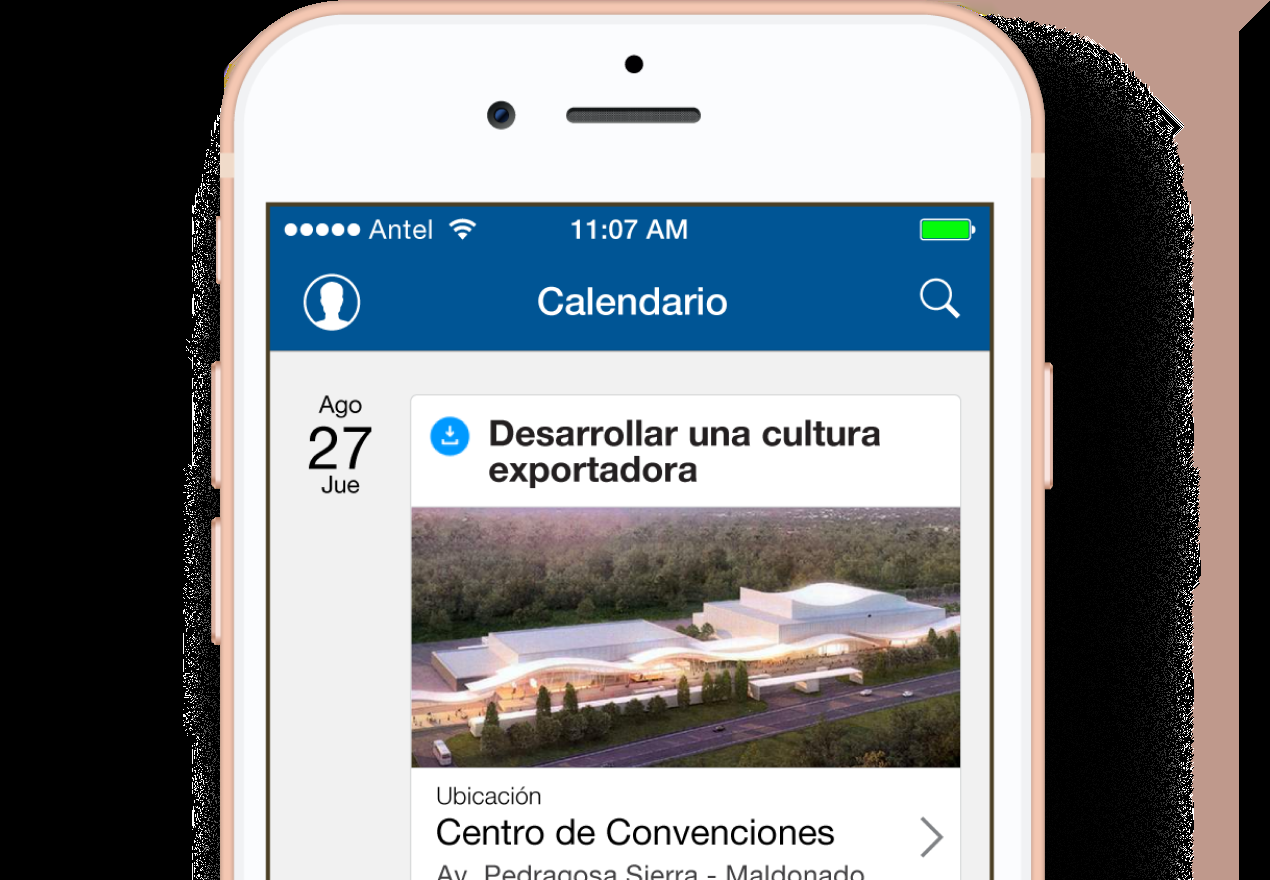 Antel 11:07 AM
Calendario
Ago
27
Jue
Desarrollar una cultura
exportadora
Ubicación
Centro de Convenciones
Av. Pedragosa Sierra - Maldonado